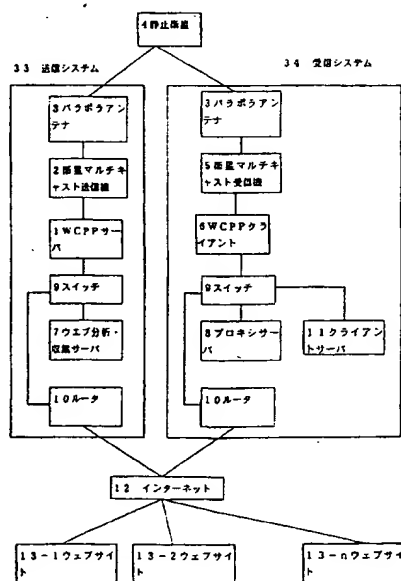 4静止衛星
33 送信システム
34 受信システム
3パラボラアン
テナ
2衛星マルチキ
ャスト送信機
1WCPPサー
バ
9スイッチ
7ウエブ分析・
収集サーバ
10ルータ
3パラボラアン
テナ
5衛星マルチキ
ャスト受信機
6WCPPクラ
イアント
9スイッチ
8プロキシサー
バ
11クライアン
トサーバ
10ルータ
12 インターネット
13-1ウェブサイ
ト
13-2ウェブサイ
ト
13-nウェブサイ
ト